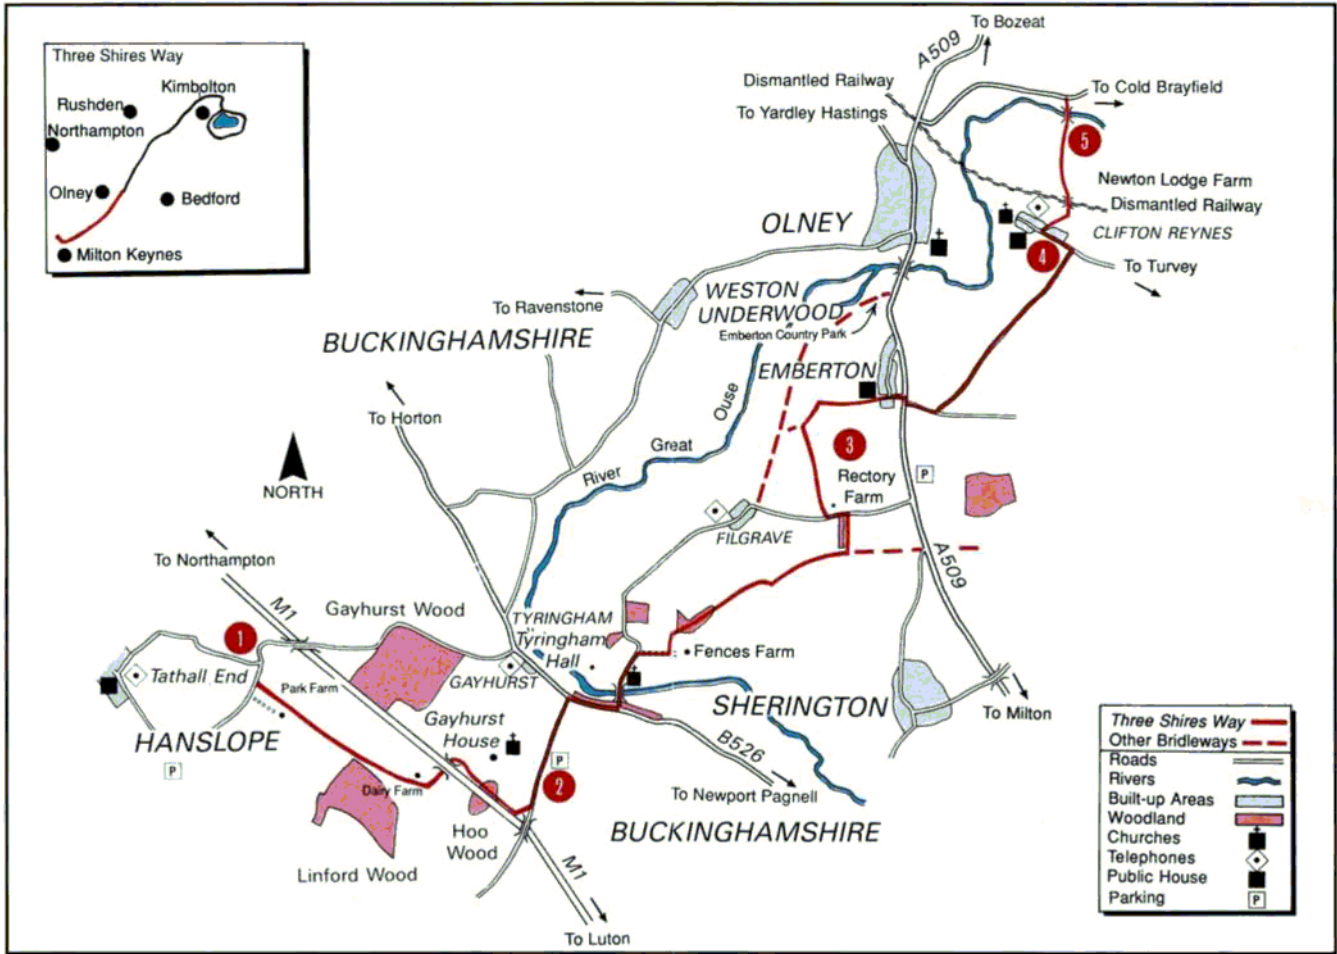 To Bozeat
A509
Three Shires Way
Kimbolton
Rushden
Northampton
Olney
Bedford
Milton Keynes
Dismantled Railway
To Cold Brayfield
To Yardley Hastings
5
Newton Lodge Farm
Dismantled Railway
OLNEY
CLIFTON REYNES
4
To Turvey
WESTON
UNDERWOOD
To Ravenstone
Emberton Country Park
BUCKINGHAMSHIRE
EMBERTON
Ouse
To Horton
3
Great
River
Rectory
Farm
P
NORTH
FILGRAVE
A509
To Northampton
M1
Gayhurst Wood
TYRINGHAM
Tyringham
Hall
1
Fences Farm
Tathall End
GAYHURST
Park Farm
SHERINGTON
To Milton
Gayhurst
House
HANSLOPE
B526
P
P
2
Dairy Farm
To Newport Pagnell
Hoo
Wood
BUCKINGHAMSHIRE
M1
Linford Wood
To Luton
Three Shires Way
Other Bridleways
Roads
Rivers
Built-up Areas
Woodland
Churches
Telephones
Public House
Parking
P